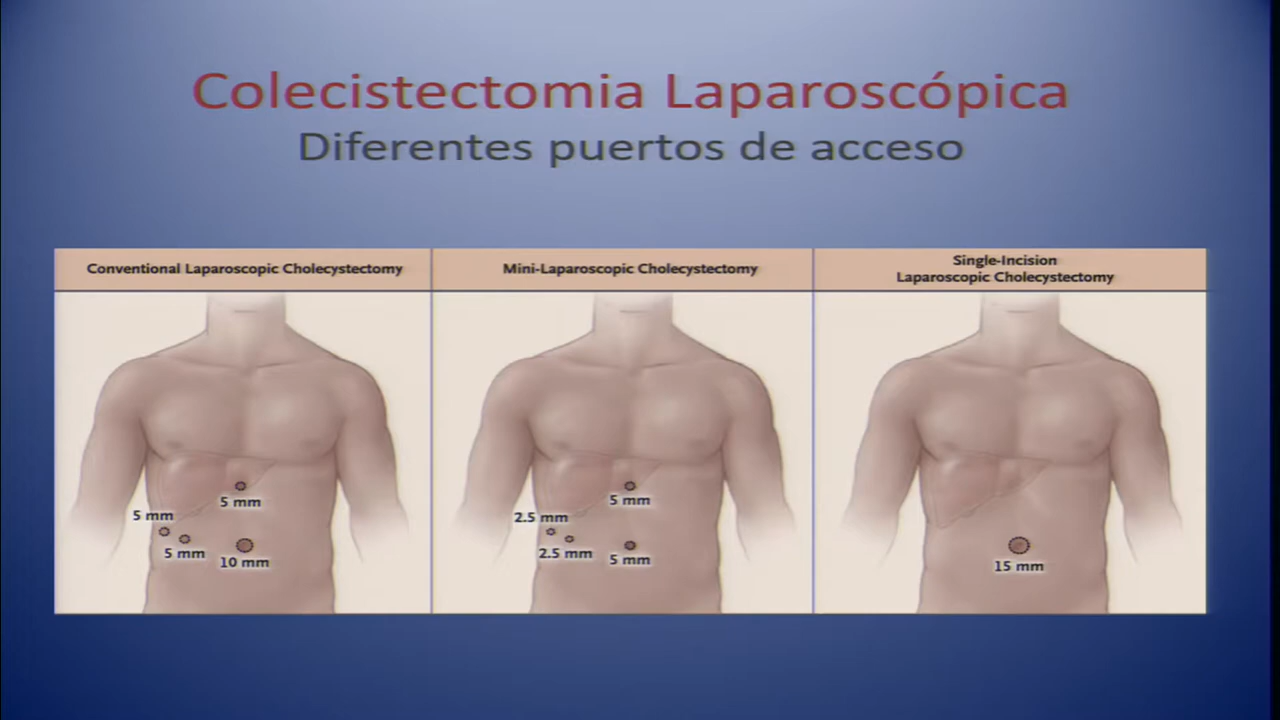 Colecistectomia Laparoscópica
Diferentes puertos de acceso
Conventional Laparoscopic Cholecystectomy
Mini-Laparoscopic Cholecystectomy
Single-Incision
Laparoscopic Cholecystectomy
5 mm
5 mm
5 mm
10 mm
5 mm
2.5 mm
2.5 mm
5 mm
15 mm